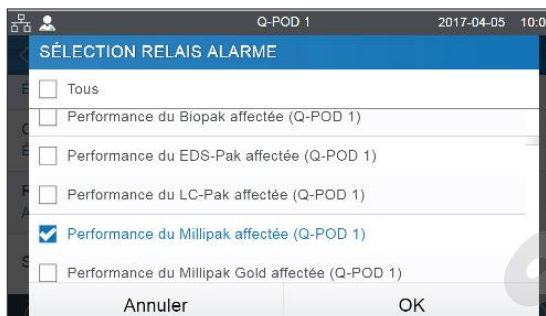 Q-POD 1 2017-04-05 10:0
SÉLECTION RELAIS ALARME
Tous
Performance du Biopak affectée (Q-POD 1)
Performance du EDS-Pak affectée (Q-POD 1)
Performance du LC-Pak affectée (Q-POD 1)
Performance du Millipak affectée (Q-POD 1)
Performance du Millipak Gold affectée (Q-POD 1)
Annuler OK